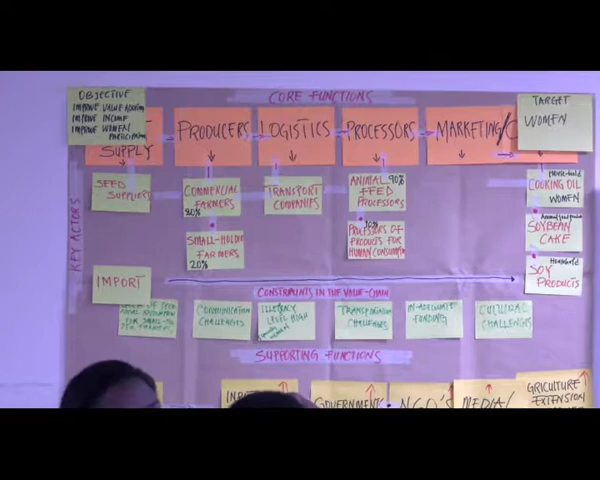 OBJECTIVE
IMPROVE VALUE ADDITION
IMPROVE INCOME
IMPROVE WOMEN
PARTICIPATION
CORE FUNCTIONS
TARGET
WOMEN
SUPPLY
PRODUCERS
LOGISTICS
PROCESSORS
MARKETING/C
KEY ACTORS
SEED
SUPPLIERS
COMMERCIAL
FARMERS
80%
TRANSPORT
COMPANIES
ANIMAL 90%
FEED
PROCESSORS
Household
COOKING OIL
WOMEN
SMALL-HOLDER
FARMERS
20%
10%
PROCESSORS OF
PRODUCTS FOR
HUMAN CONSUMPTION
SOYBEAN
CAKE
Household
SOY
PRODUCTS
IMPORT
CONSTRAINTS IN THE VALUE-CHAIN
COMMUNICATION
CHALLENGES
ILLITERACY
LEVEL HIGH
TRANSPORTATION
CHALLENGES
IN-ADEQUATE
FUNDING
CULTURAL
CHALLENGES
SUPPORTING FUNCTIONS
GOVERNMENTS
NGO'S
MEDIA/
GRICULTURE
EXTENSION